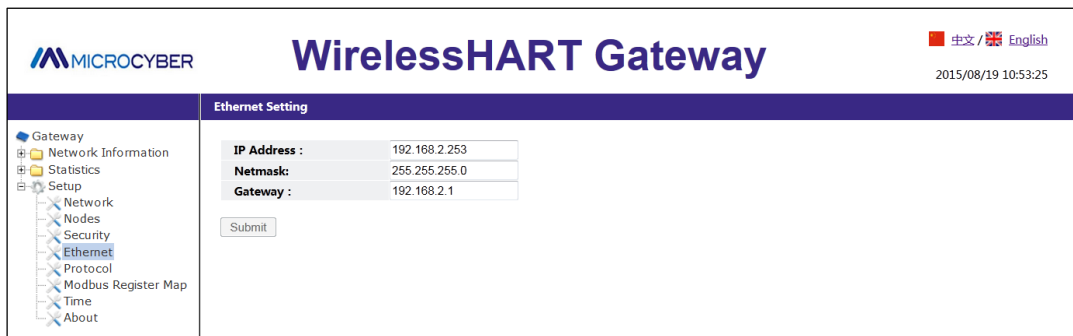 MICROCYBER
WirelessHART Gateway
中文 / English
2015/08/19 10:53:25
Ethernet Setting
Gateway
Network Information
Statistics
Setup
Network
Nodes
Security
Ethernet
Protocol
Modbus Register Map
Time
About
IP Address : 192.168.2.253
Netmask: 255.255.255.0
Gateway : 192.168.2.1
Submit